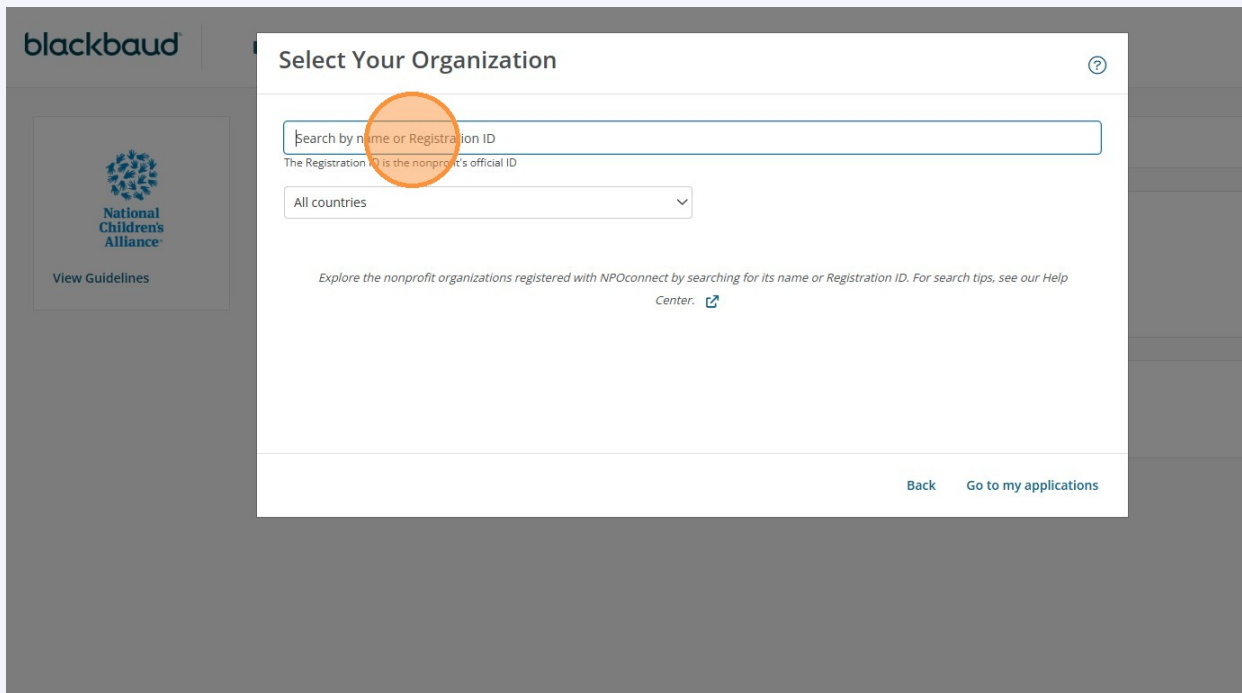 blackbaud
Select Your Organization
Search by name or Registration ID
The Registration ID is the nonprofit's official ID
National
Children's
Alliance
View Guidelines
All countries
Explore the nonprofit organizations registered with NPOconnect by searching for its name or Registration ID. For search tips, see our Help
Center.
Back Go to my applications